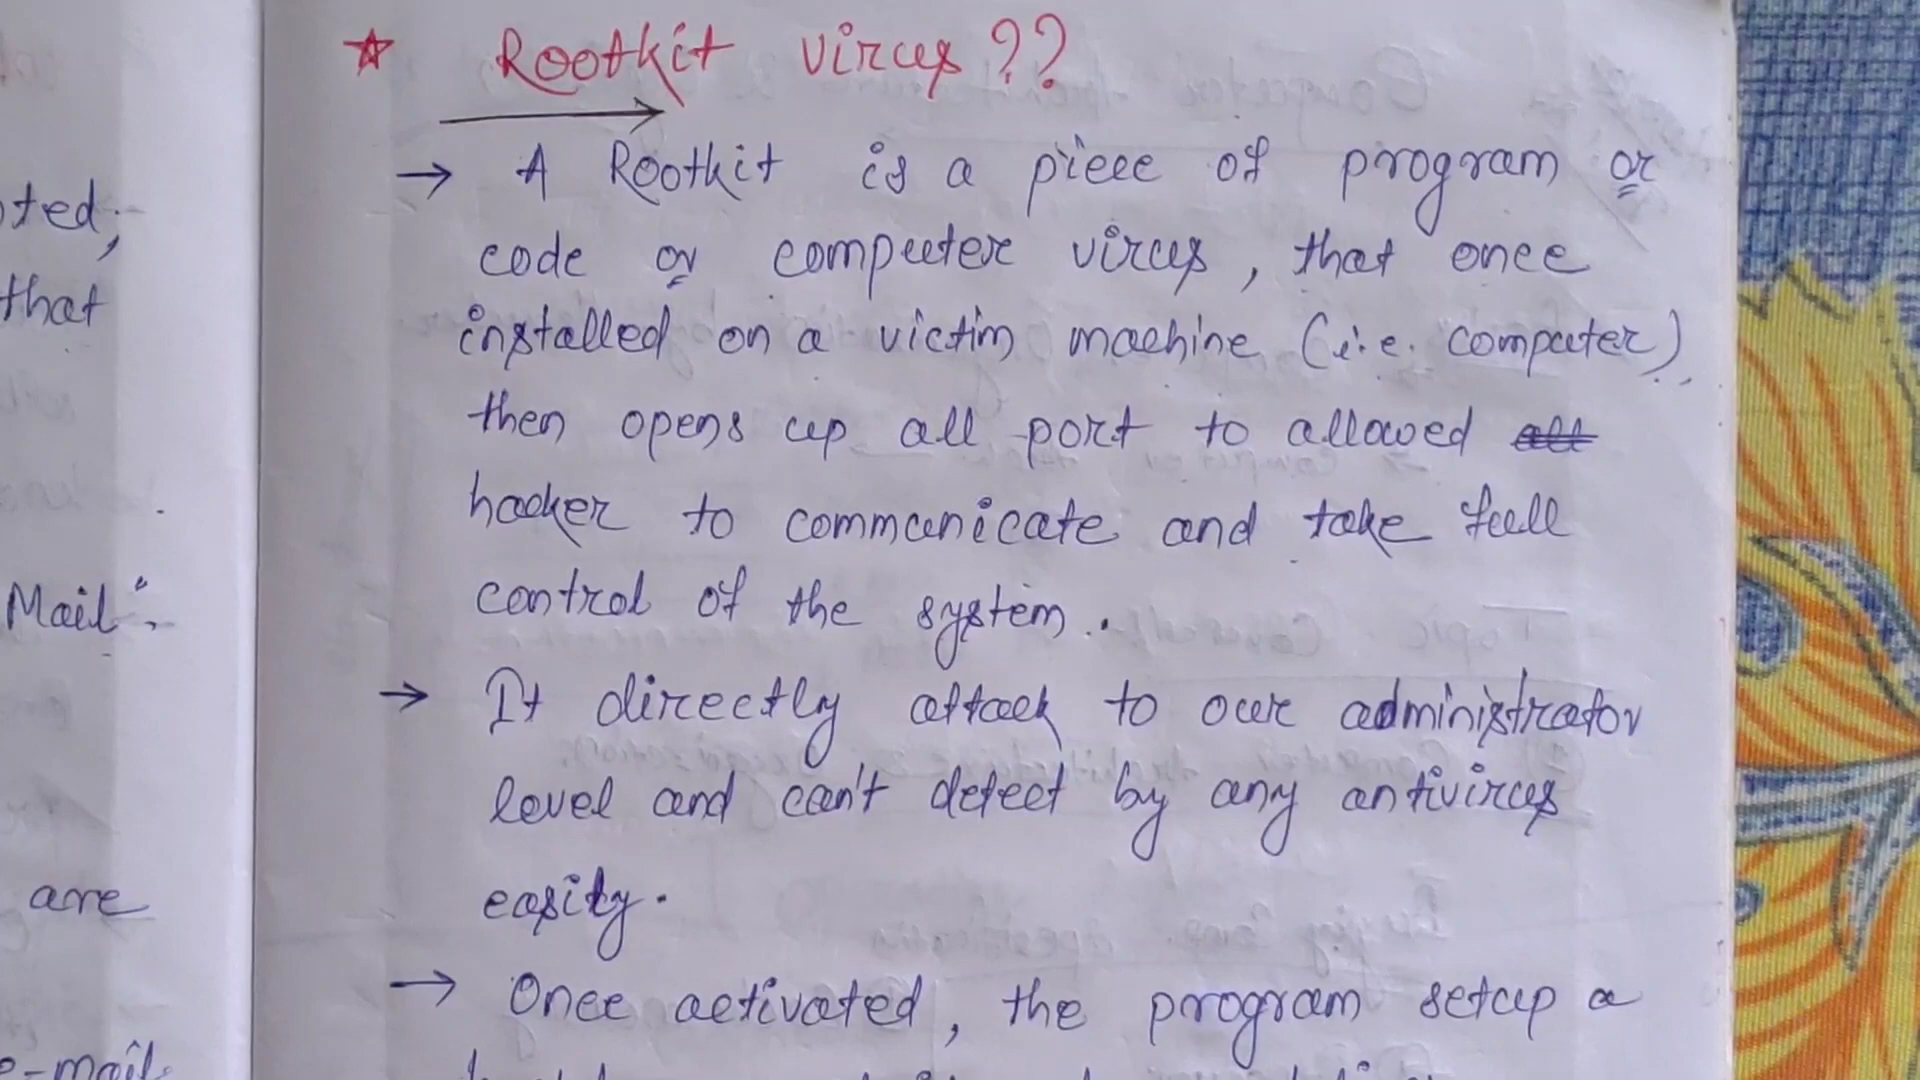 ☆ Rootkit virus??
→ A Rootkit is a piece of program or
code or computer virus, that once
installed on a victim machine (i.e. computer)
then opens up all port to allowed all
hacker to communicate and take full
control of the system.
→ It directly attack to our administrator
level and can't detect by any antivirus
easily.
→ Once activated, the program setup a
ted;
that
Mail":
are
e-mail